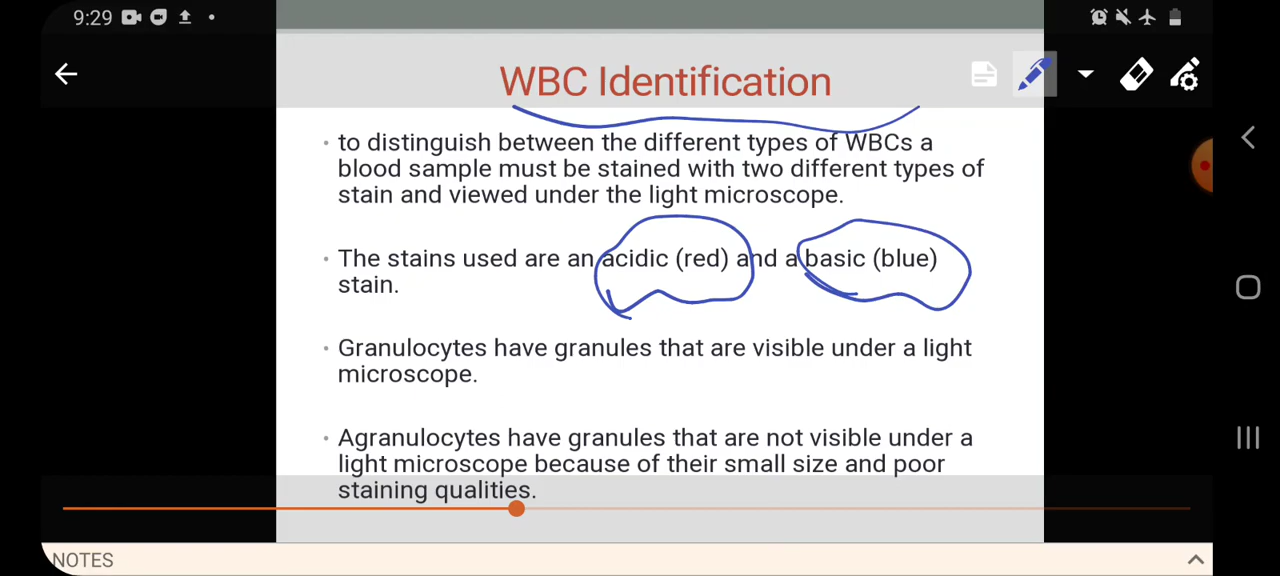 9:29
WBC Identification
• to distinguish between the different types of WBCs a
blood sample must be stained with two different types of
stain and viewed under the light microscope.
• The stains used are an acidic (red) and a basic (blue)
stain.
• Granulocytes have granules that are visible under a light
microscope.
• Agranulocytes have granules that are not visible under a
light microscope because of their small size and poor
staining qualities.
NOTES